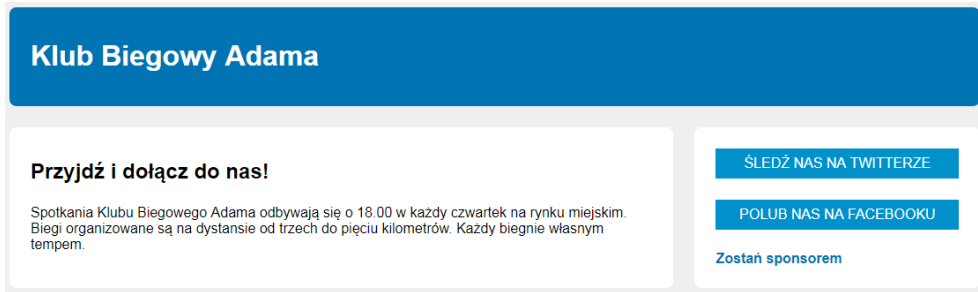 Klub Biegowy Adama
Przyjdź i dołącz do nas!
Spotkania Klubu Biegowego Adama odbywają się o 18.00 w każdy czwartek na rynku miejskim.
Biegi organizowane są na dystansie od trzech do pięciu kilometrów. Każdy biegnie własnym
tempem.
ŚLEDŹ NAS NA TWITTERZE
POLUB NAS NA FACEBOOKU
Zostań sponsorem